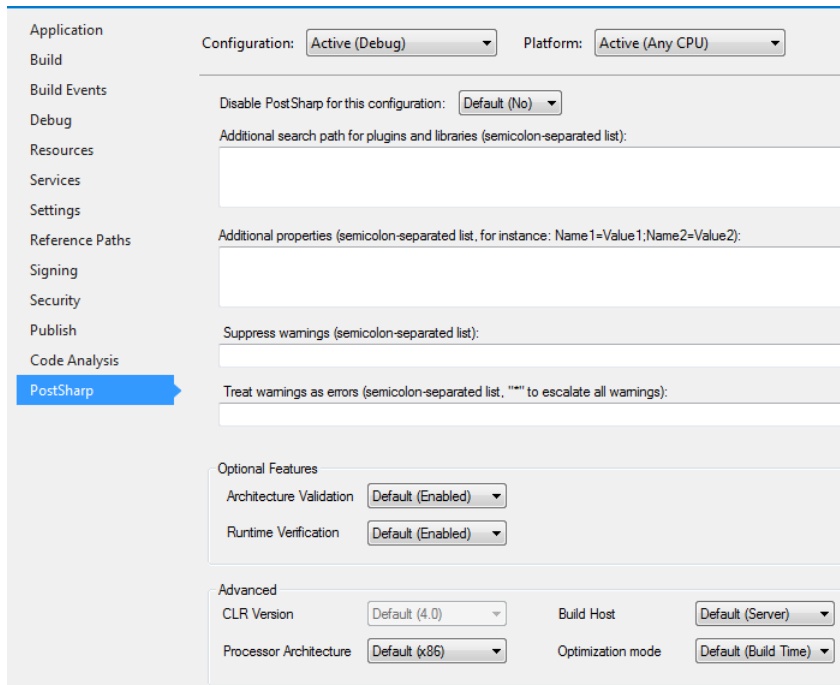 Application
Build
Build Events
Debug
Resources
Services
Settings
Reference Paths
Signing
Security
Publish
Code Analysis
PostSharp
Configuration: Active (Debug) Platform: Active (Any CPU)
Disable PostSharp for this configuration: Default (No)
Additional search path for plugins and libraries (semicolon-separated list):
Additional properties (semicolon-separated list, for instance: Name1=Value1;Name2=Value2):
Suppress warnings (semicolon-separated list):
Treat warnings as errors (semicolon-separated list, "*" to escalate all warnings):
Optional Features
Architecture Validation Default (Enabled)
Runtime Verification Default (Enabled)
Advanced
CLR Version Default (4.0) Build Host Default (Server)
Processor Architecture Default (x86) Optimization mode Default (Build Time)